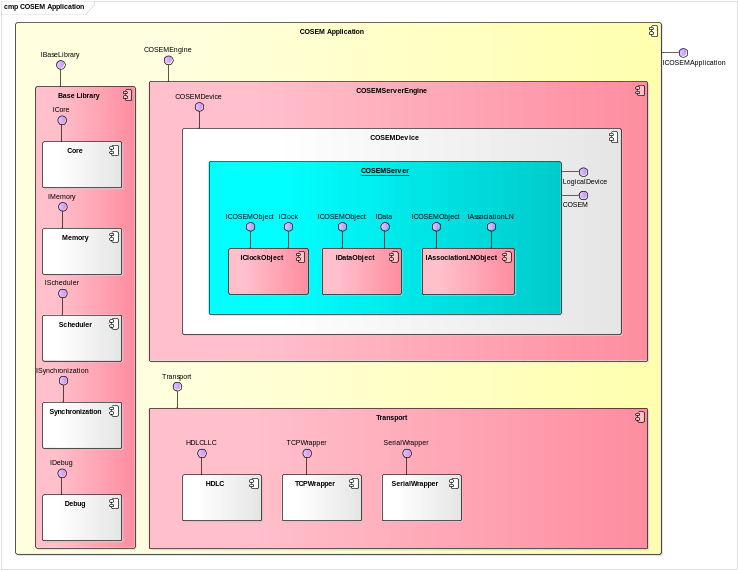 cmp COSEM Application
COSEM Application
ICOSEMApplication
IBaseLibrary
Base Library
ICore
Core
IMemory
Memory
IScheduler
Scheduler
ISynchronization
Synchronization
IDebug
Debug
COSEMEngine
COSEMServerEngine
COSEMDevice
COSEMDevice
COSEMServer
LogicalDevice
COSEM
ICOSEMObject IClock
IClockObject
ICOSEMObject IData
IDataObject
ICOSEMObject IAssociationLN
IAssociationLNObject
Transport
Transport
HDLCLLC
HDLC
TCPWrapper
TCPWrapper
SerialWrapper
SerialWrapper